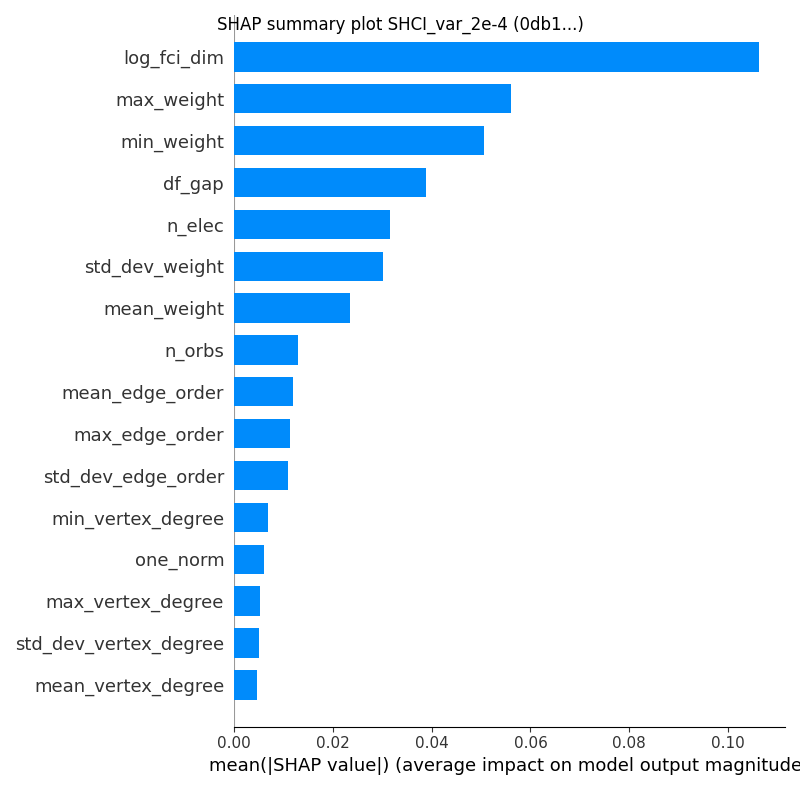 SHAP summary plot SHCI_var_2e-4 (0db1...)
log_fci_dim
max_weight
min_weight
df_gap
n_elec
std_dev_weight
mean_weight
n_orbs
mean_edge_order
max_edge_order
std_dev_edge_order
min_vertex_degree
one_norm
max_vertex_degree
std_dev_vertex_degree
mean_vertex_degree
0.00 0.02 0.04 0.06 0.08 0.10
mean(|SHAP value|) (average impact on model output magnitude